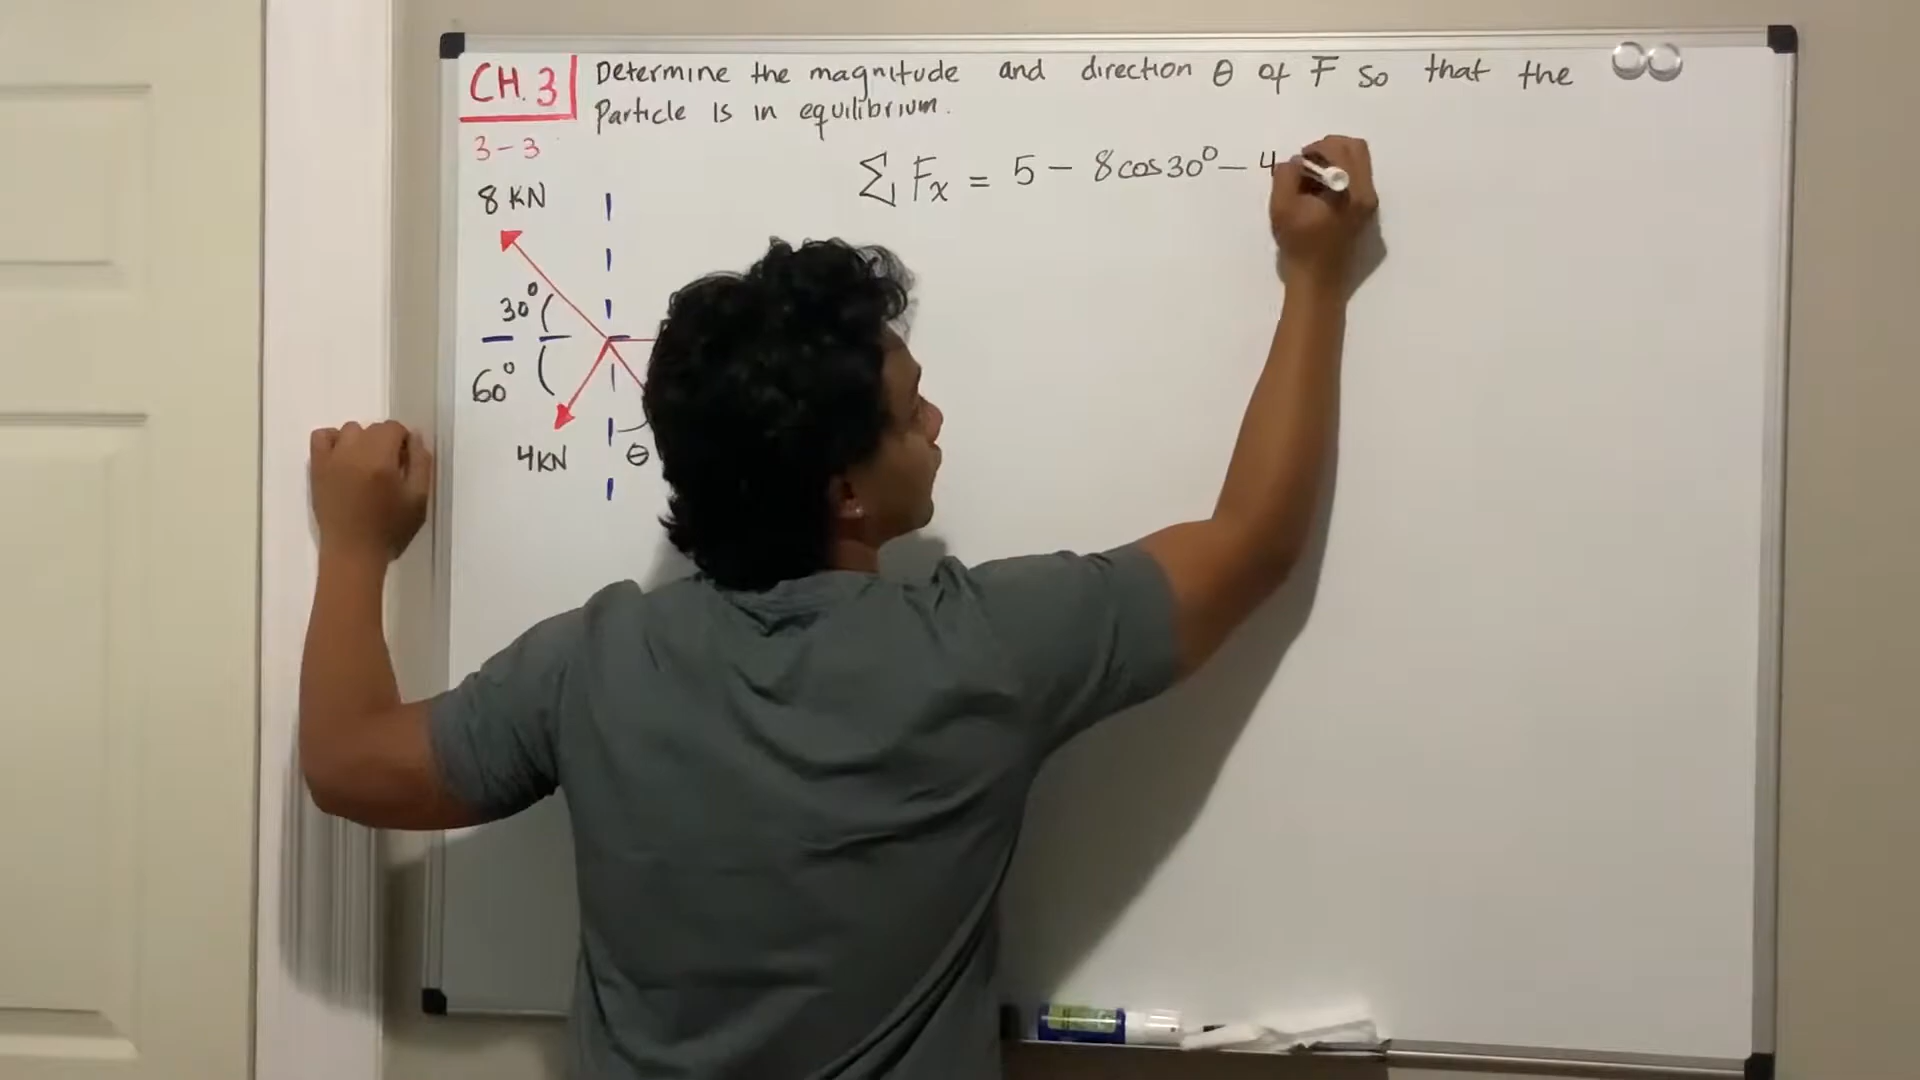 CH. 3
Determine the magnitude and direction θ of F so that the
Particle is in equilibrium.
3-3
ΣFx = 5 - 8cos30° - 4
8 KN
30°
60°
4KN
θ